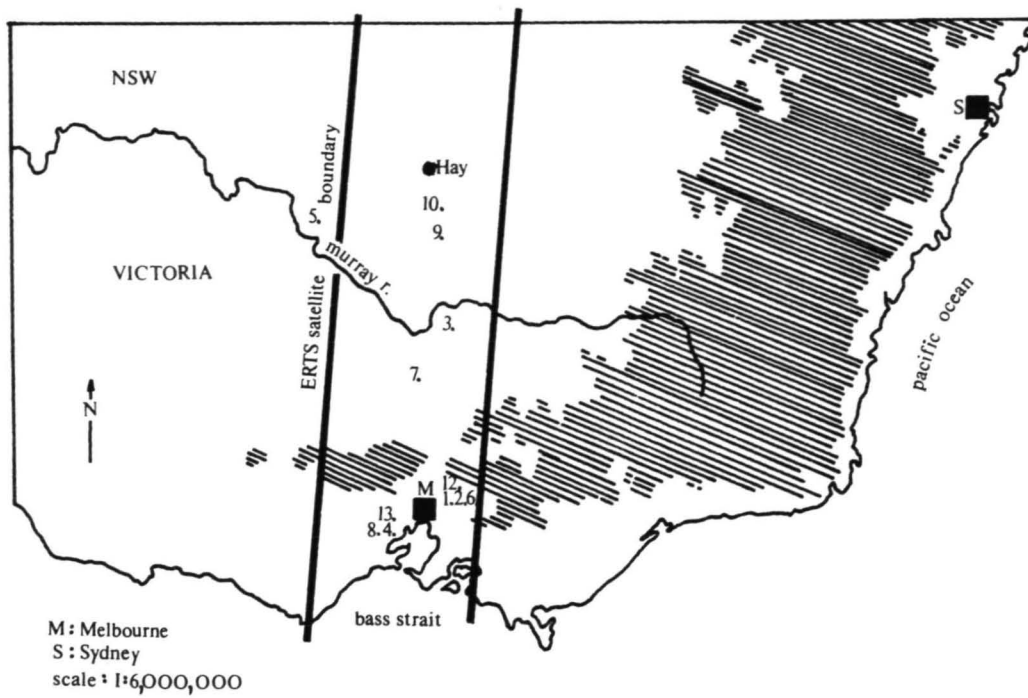 NSW
S
boundary
Hay
5.
10.
9.
murray r.
VICTORIA
ERTS satellite
3.
7.
pacific ocean
N
12.
M
1.2.6
13.
8.4.
bass strait
M: Melbourne
S: Sydney
scale: 1:6,000,000